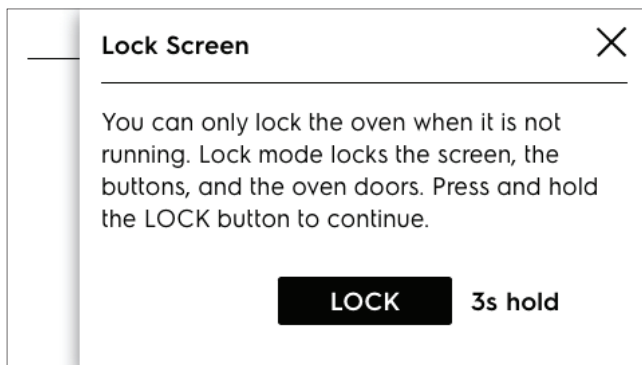 Lock Screen
You can only lock the oven when it is not
running. Lock mode locks the screen, the
buttons, and the oven doors. Press and hold
the LOCK button to continue.
LOCK 3s hold